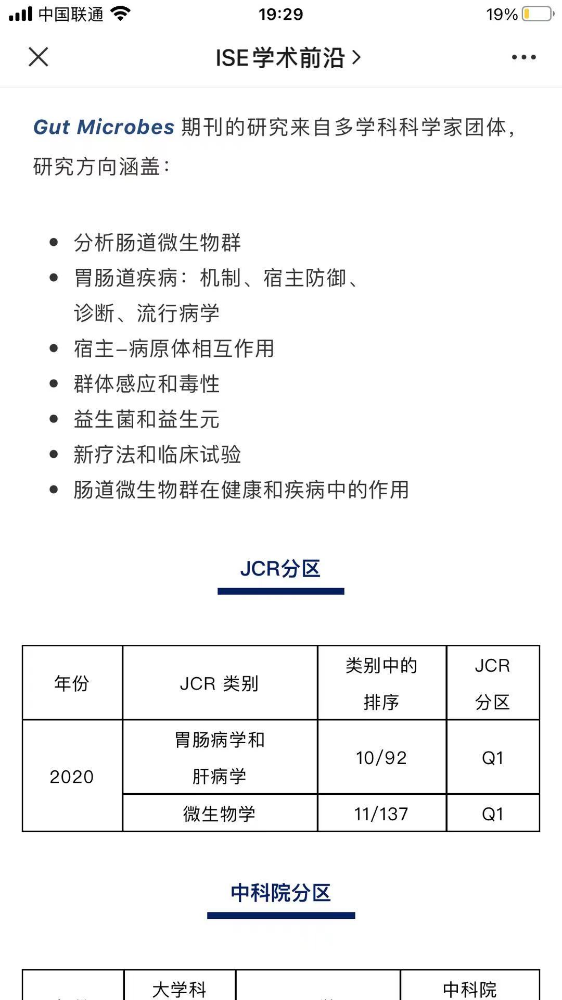 中国联通
19:29
19%
ISE学术前沿
Gut Microbes 期刊的研究来自多学科科学家团体,
研究方向涵盖:
分析肠道微生物群
胃肠道疾病: 机制、宿主防御、
诊断、流行病学
宿主–病原体相互作用
群体感应和毒性
益生菌和益生元
新疗法和临床试验
肠道微生物群在健康和疾病中的作用
JCR分区
年份
JCR 类别
类别中的
排序
JCR
分区
2020
胃肠病学和
肝病学
10/92
Q1
微生物学
11/137
Q1
中科院分区
大学科
中科院